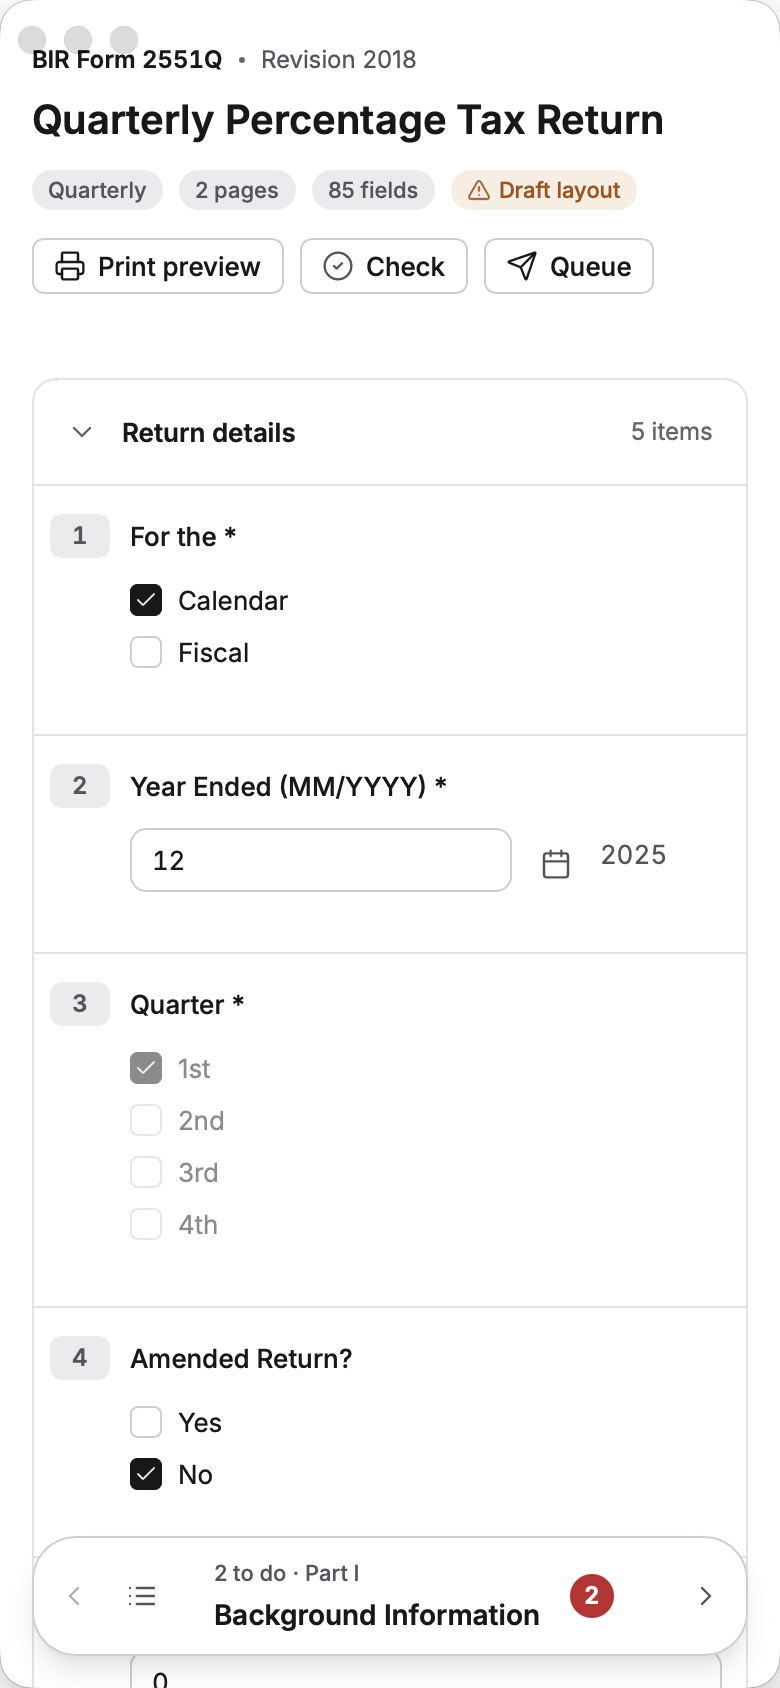 BIR Form 2551Q • Revision 2018
Quarterly Percentage Tax Return
Quarterly 2 pages 85 fields Draft layout
Print preview Check Queue
Return details 5 items
1 For the *
Calendar
Fiscal
2 Year Ended (MM/YYYY) *
12 2025
3 Quarter *
1st
2nd
3rd
4th
4 Amended Return?
Yes
No
2 to do · Part I
Background Information 2
0